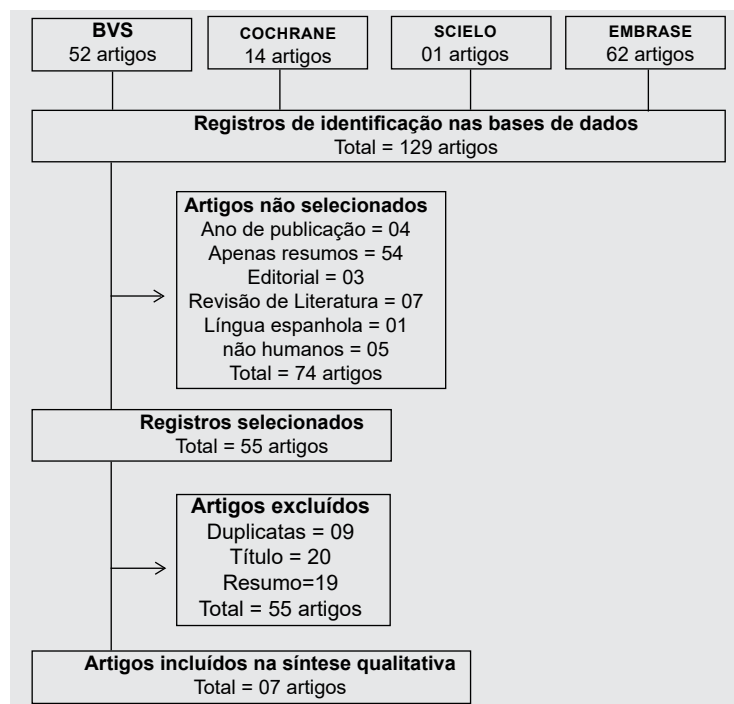 BVS
52 artigos
COCHRANE
14 artigos
SCIELO
01 artigos
EMBRASE
62 artigos
Registros de identificação nas bases de dados
Total = 129 artigos
Artigos não selecionados
Ano de publicação = 04
Apenas resumos = 54
Editorial = 03
Revisão de Literatura = 07
Língua espanhola = 01
não humanos = 05
Total = 74 artigos
Registros selecionados
Total = 55 artigos
Artigos excluídos
Duplicatas = 09
Título = 20
Resumo=19
Total = 55 artigos
Artigos incluídos na síntese qualitativa
Total = 07 artigos